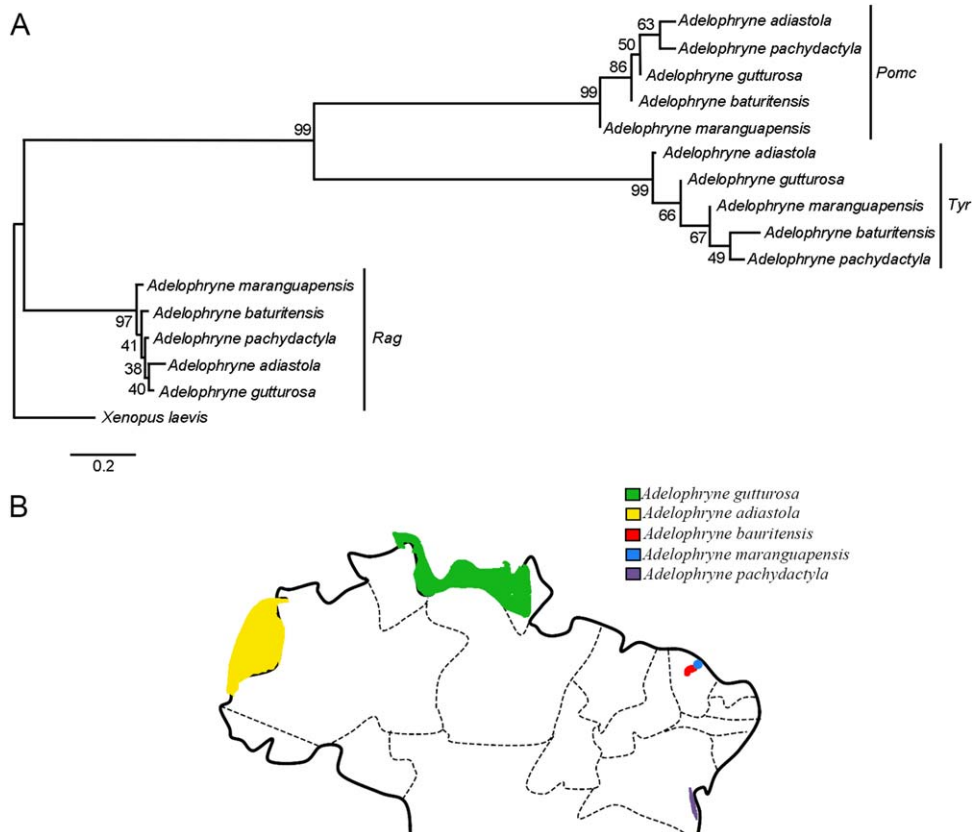 A
63
Adelophryne adiastola
50
Adelophryne pachydactyla
86
Adelophryne gutturosa
Pomc
99
Adelophryne baturitensis
Adelophryne maranguapensis
99
Adelophryne adiastola
99
Adelophryne gutturosa
66
Adelophryne maranguapensis
Tyr
67
Adelophryne baturitensis
49
Adelophryne pachydactyla
Adelophryne maranguapensis
97
Adelophryne baturitensis
41
Adelophryne pachydactyla
Rag
38
Adelophryne adiastola
40
Adelophryne gutturosa
Xenopus laevis
0.2
B
Adelophryne gutturosa
Adelophryne adiastola
Adelophryne bauritensis
Adelophryne maranguapensis
Adelophryne pachydactyla